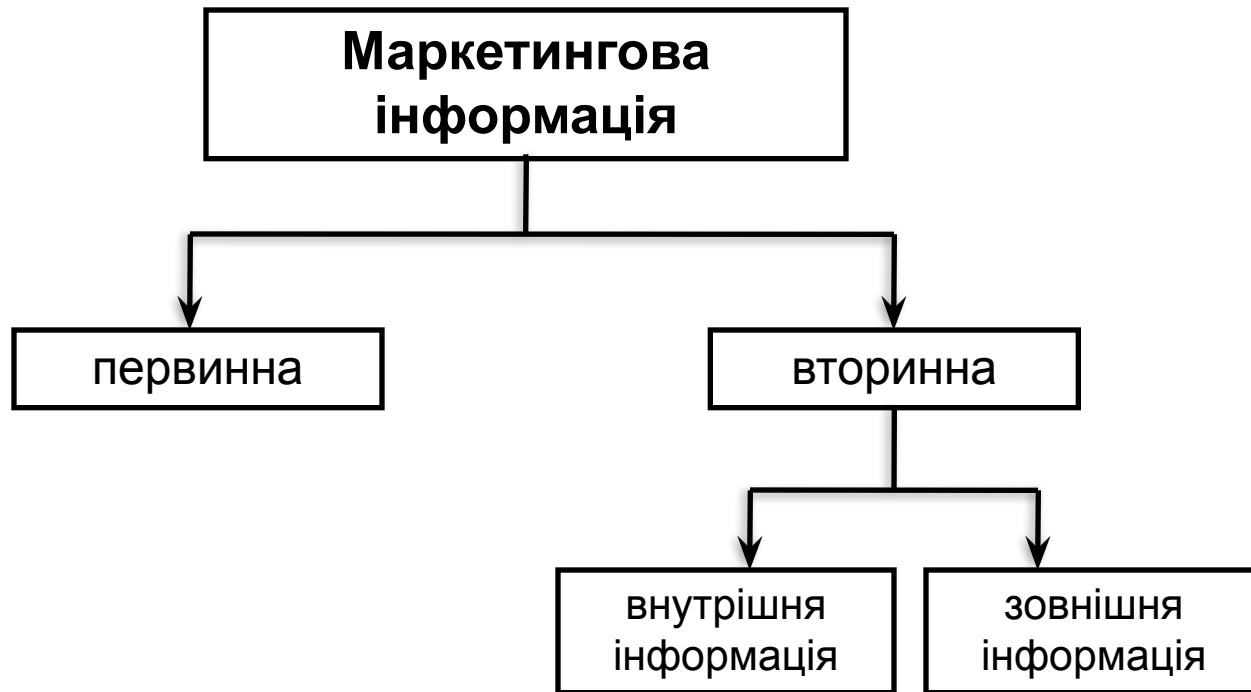 Маркетингова
інформація
первинна
вторинна
внутрішня
інформація
зовнішня
інформація